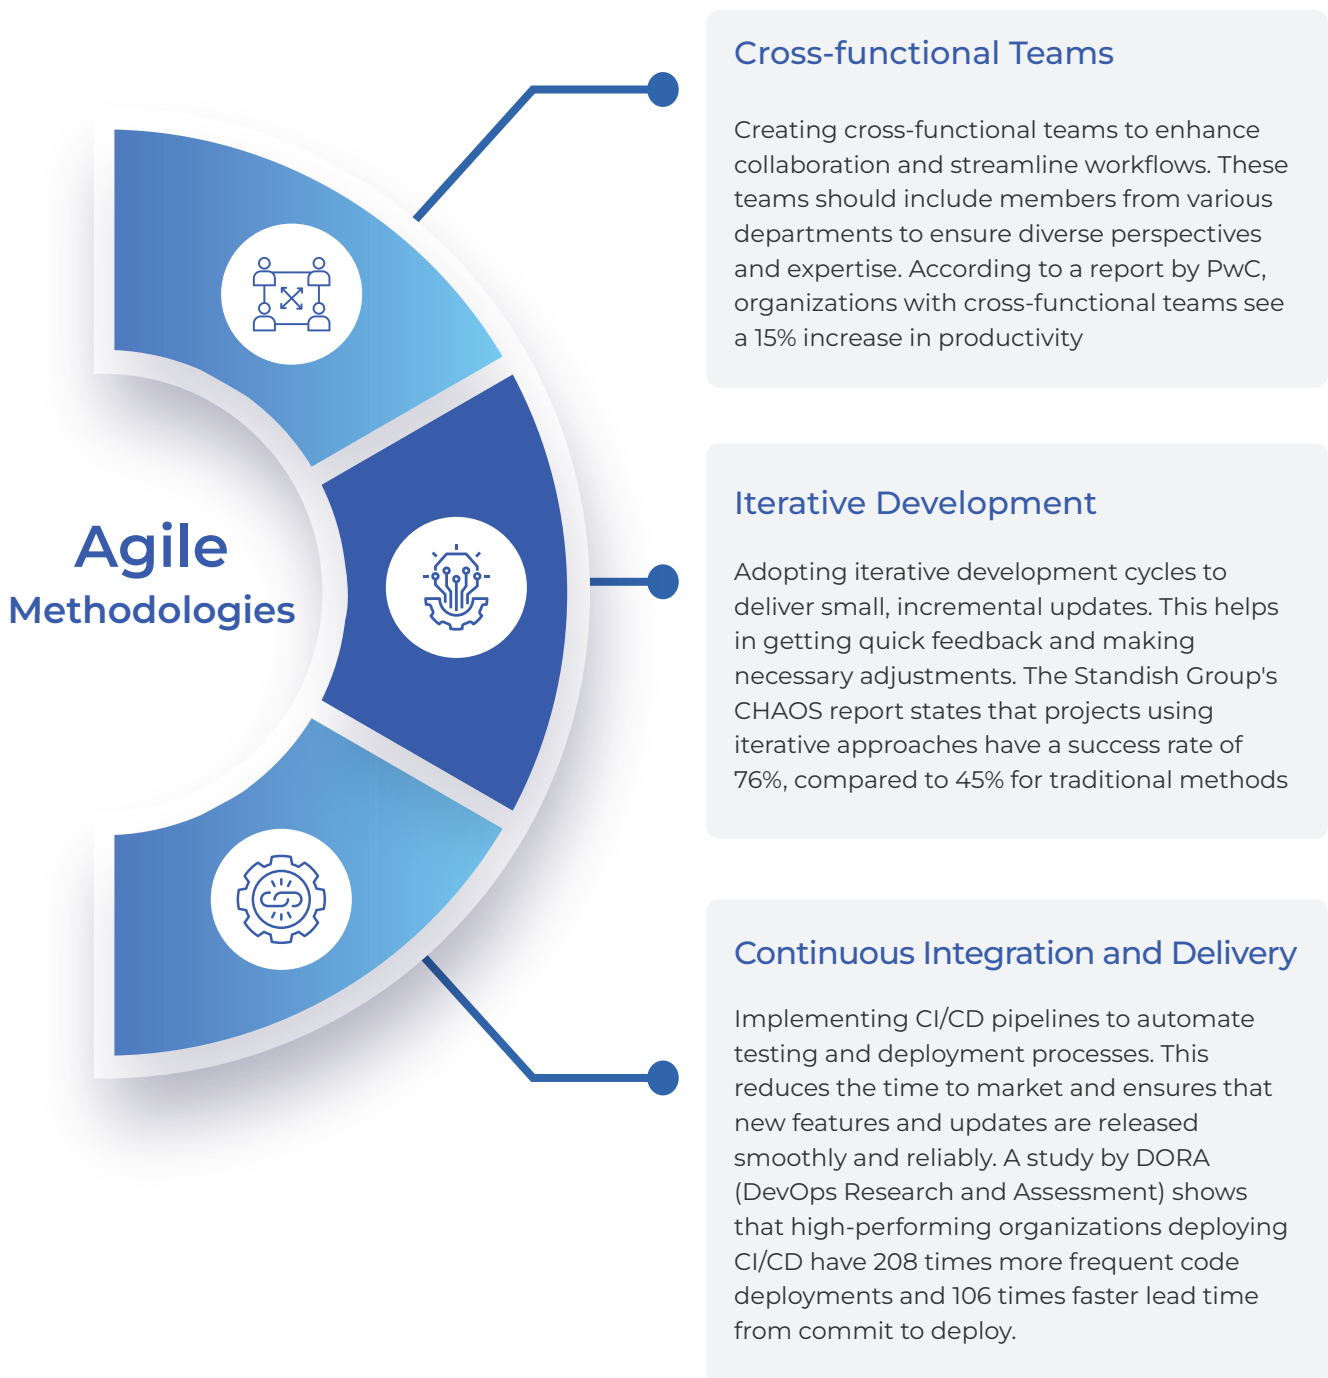 Cross-functional Teams
Creating cross-functional teams to enhance
collaboration and streamline workflows. These
teams should include members from various
departments to ensure diverse perspectives
and expertise. According to a report by PwC,
organizations with cross-functional teams see
a 15% increase in productivity
Agile
Methodologies
Iterative Development
Adopting iterative development cycles to
deliver small, incremental updates. This helps
in getting quick feedback and making
necessary adjustments. The Standish Group's
CHAOS report states that projects using
iterative approaches have a success rate of
76%, compared to 45% for traditional methods
Continuous Integration and Delivery
Implementing CI/CD pipelines to automate
testing and deployment processes. This
reduces the time to market and ensures that
new features and updates are released
smoothly and reliably. A study by DORA
(DevOps Research and Assessment) shows
that high-performing organizations deploying
CI/CD have 208 times more frequent code
deployments and 106 times faster lead time
from commit to deploy.